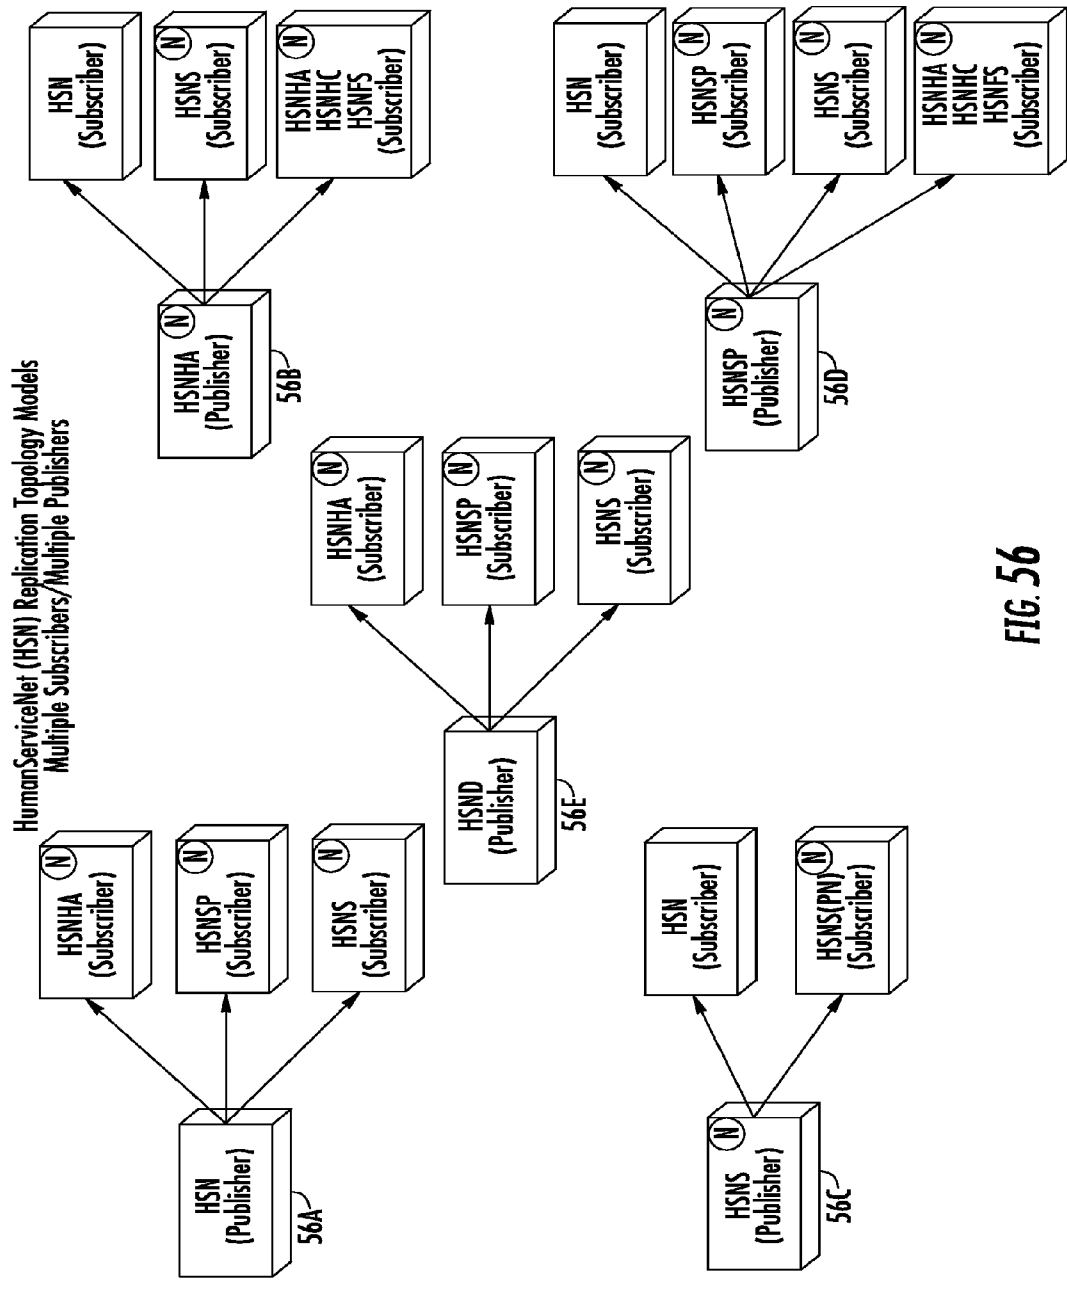 HumanServiceNet (HSN) Replication Topology Models
Multiple Subscribers/Multiple Publishers
HSN
(Publisher)
56A
N
HSNHA
(Subscriber)
N
HSNSP
(Subscriber)
N
HSNS
(Subscriber)
N
HSNHA
(Publisher)
56B
HSN
(Subscriber)
N
HSNS
(Subscriber)
N
HSNHA
HSNHC
HSNFS
(Subscriber)
HSND
(Publisher)
56E
N
HSNHA
(Subscriber)
N
HSNSP
(Subscriber)
N
HSNS
(Subscriber)
N
HSNS
(Publisher)
56C
HSN
(Subscriber)
N
HSNS(PN)
(Subscriber)
N
HSNSP
(Publisher)
56D
HSN
(Subscriber)
N
HSNSP
(Subscriber)
N
HSNS
(Subscriber)
N
HSNHA
HSNHC
HSNFS
(Subscriber)
FIG. 56